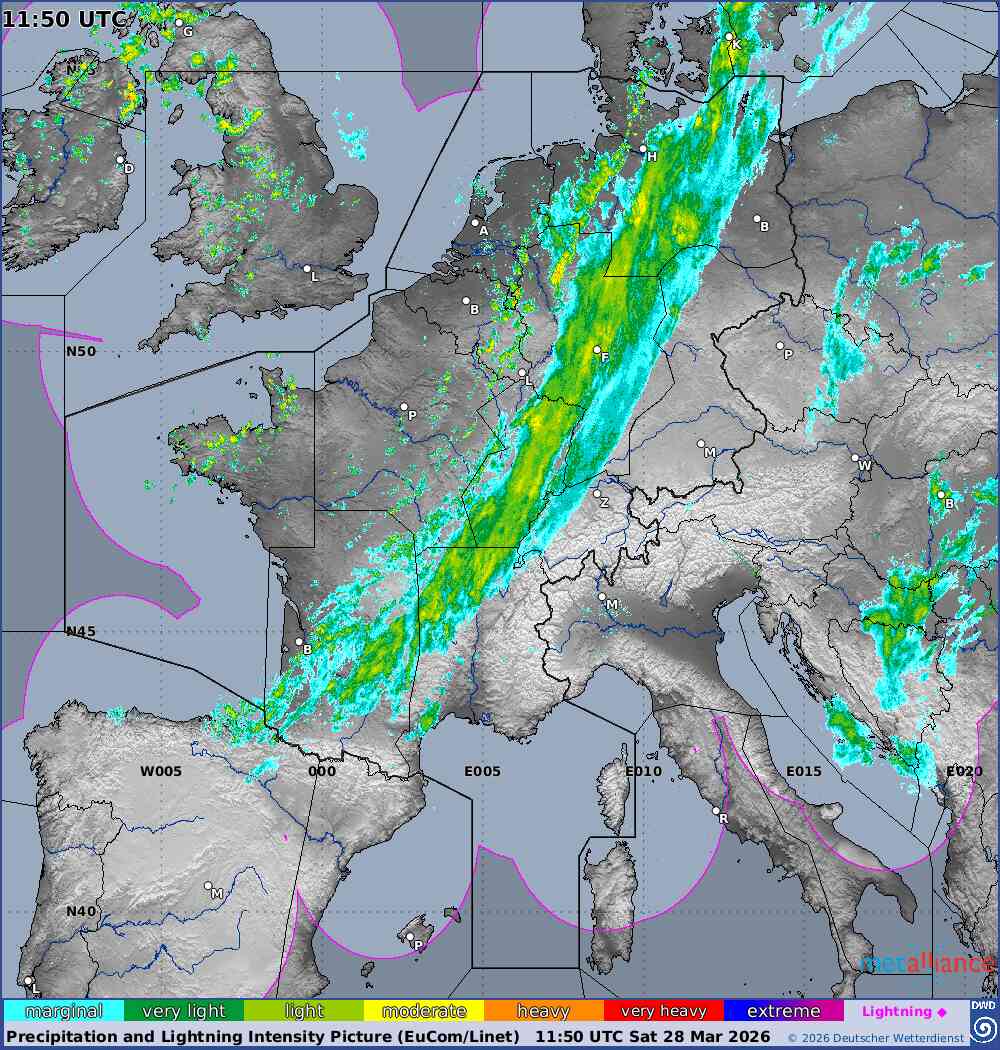 11:50 UTC
G
K
N55
D
H
A
B
L
B
N50
F
P
L
P
M
W
Z
B
M
N45
B
W005
000
E005
E010
E015
E020
R
M
N40
P
L
metalliance
marginal very light light moderate heavy very heavy extreme Lightning ◆
DWD
Precipitation and Lightning Intensity Picture (EuCom/Linet) 11:50 UTC Sat 28 Mar 2026 © 2026 Deutscher Wetterdienst